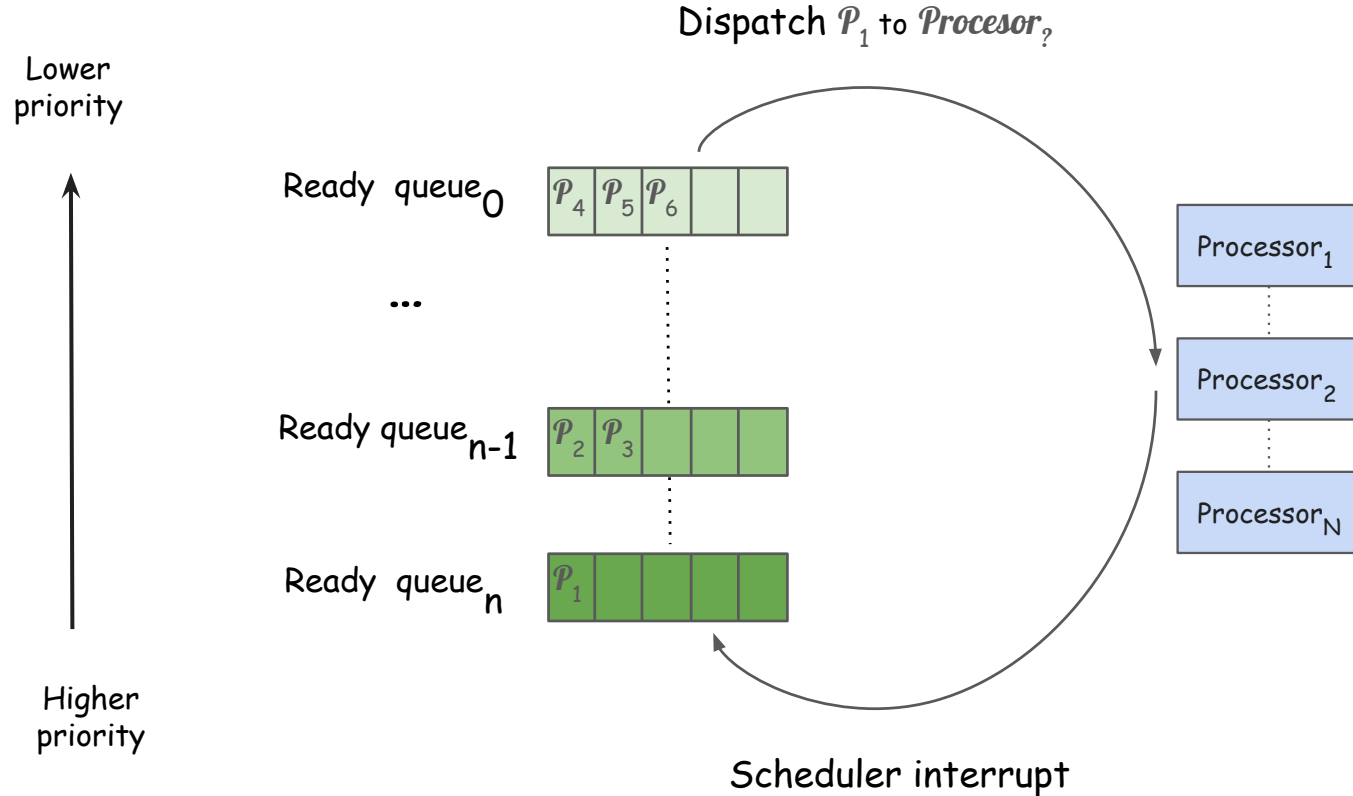 Dispatch P1 to Procesor?
Lower
priority
Ready queue0
P4 P5 P6
Processor1
...
Processor2
Ready queuen-1
P2 P3
ProcessorN
Ready queuen
P1
Higher
priority
Scheduler interrupt